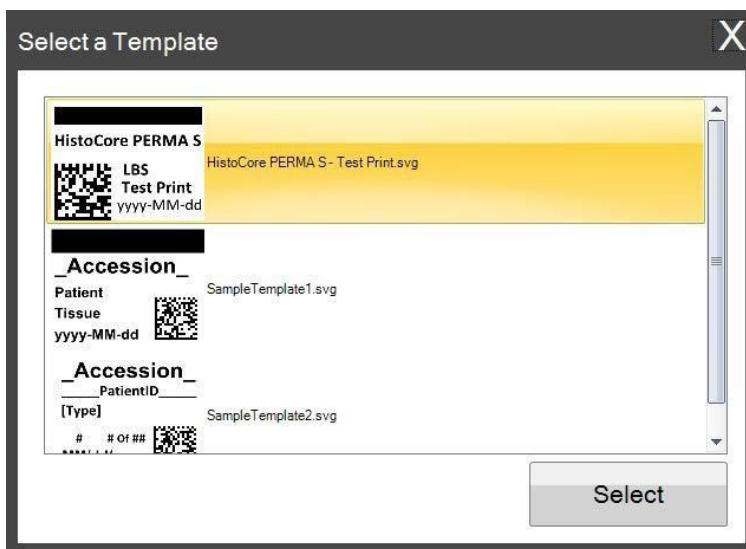 Select a Template
X
HistoCore PERMA S
LBS
Test Print
yyyy-MM-dd
HistoCore PERMA S - Test Print.svg
_Accession_
Patient
Tissue
yyyy-MM-dd
SampleTemplate1.svg
_Accession_
_____PatientID_____
[Type]
# # Of ##
SampleTemplate2.svg
Select